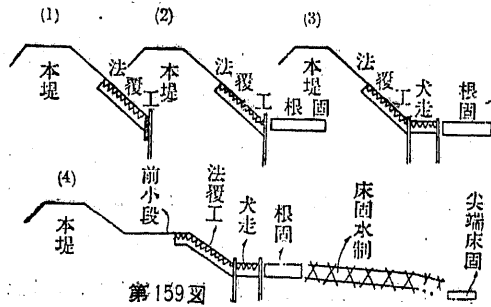 (1)
本堤
法覆工
(2)
本堤
法覆工
根固
(3)
本堤
法覆工
犬走
根固
(4)
本堤
前小段
法覆工
犬走
根固
床固水制
尖端床固
第159図